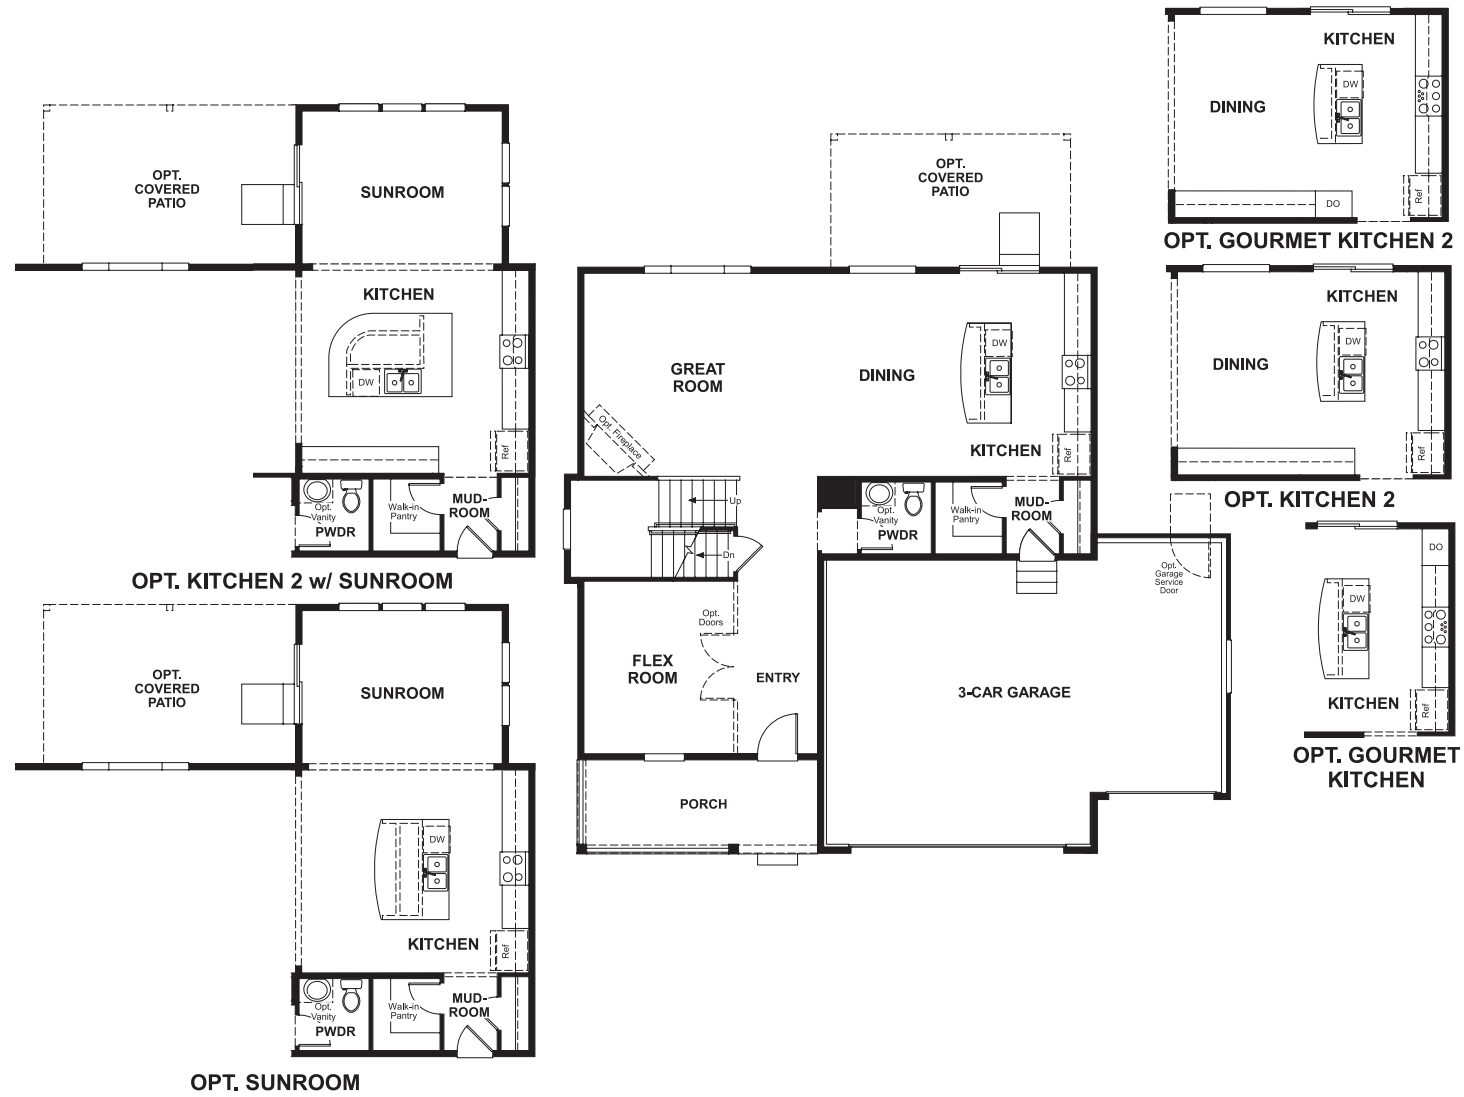 OPT.
COVERED
PATIO
SUNROOM
KITCHEN
DW
Ref
Opt.
Vanity
PWDR
Walk-in
Pantry
MUD-
ROOM
OPT. KITCHEN 2 w/ SUNROOM
OPT.
COVERED
PATIO
SUNROOM
DW
KITCHEN
Ref
Opt.
Vanity
PWDR
Walk-in
Pantry
MUD-
ROOM
OPT. SUNROOM
OPT.
COVERED
PATIO
GREAT
ROOM
DINING
DW
KITCHEN
Ref
Opt. Fireplace
Up
Dn
Opt.
Vanity
PWDR
Walk-in
Pantry
MUD-
ROOM
Opt.
Garage
Service
Door
Opt.
Doors
FLEX
ROOM
ENTRY
3-CAR GARAGE
PORCH
KITCHEN
DW
DINING
Ref
DO
OPT. GOURMET KITCHEN 2
KITCHEN
DW
DINING
Ref
OPT. KITCHEN 2
DO
DW
KITCHEN
Ref
OPT. GOURMET
KITCHEN